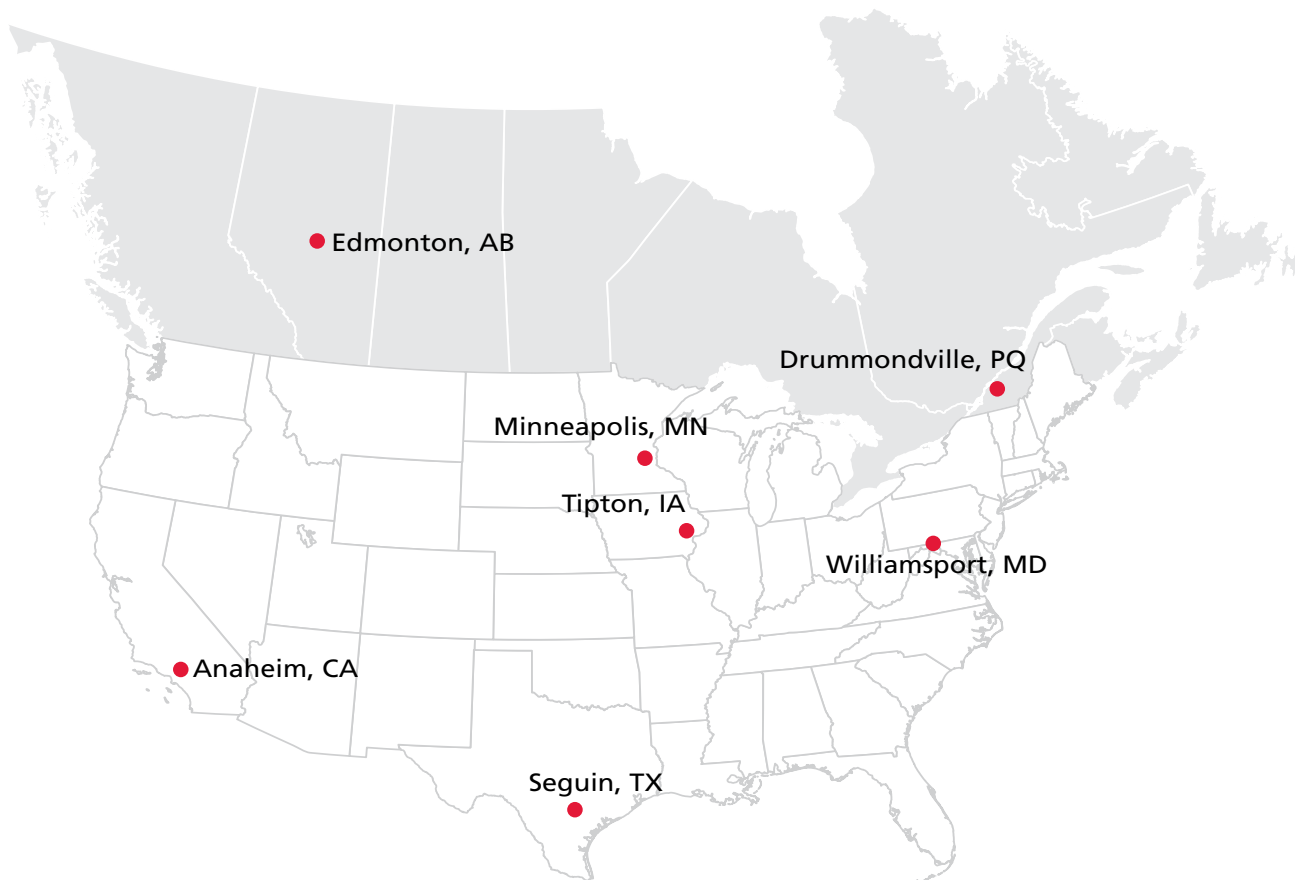 Edmonton, AB
Drummondville, PQ
Minneapolis, MN
Tipton, IA
Williamsport, MD
Anaheim, CA
Seguin, TX